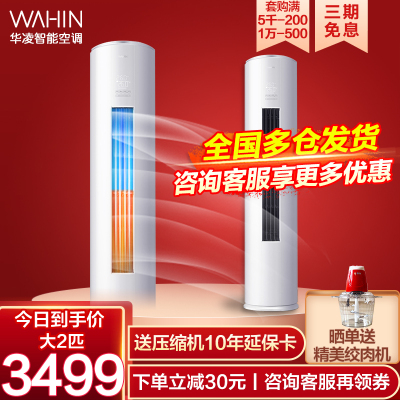 WAHIN
华凌智能空调
套购满
5千-200
1万-500
三期
免息
WAHIN
WAHIN
全国多仓发货
咨询客服享更多优惠
今日到手价
大2匹
3499
送压缩机10年延保卡
下单立减30元|咨询客服再领券
晒单送
精美绞肉机